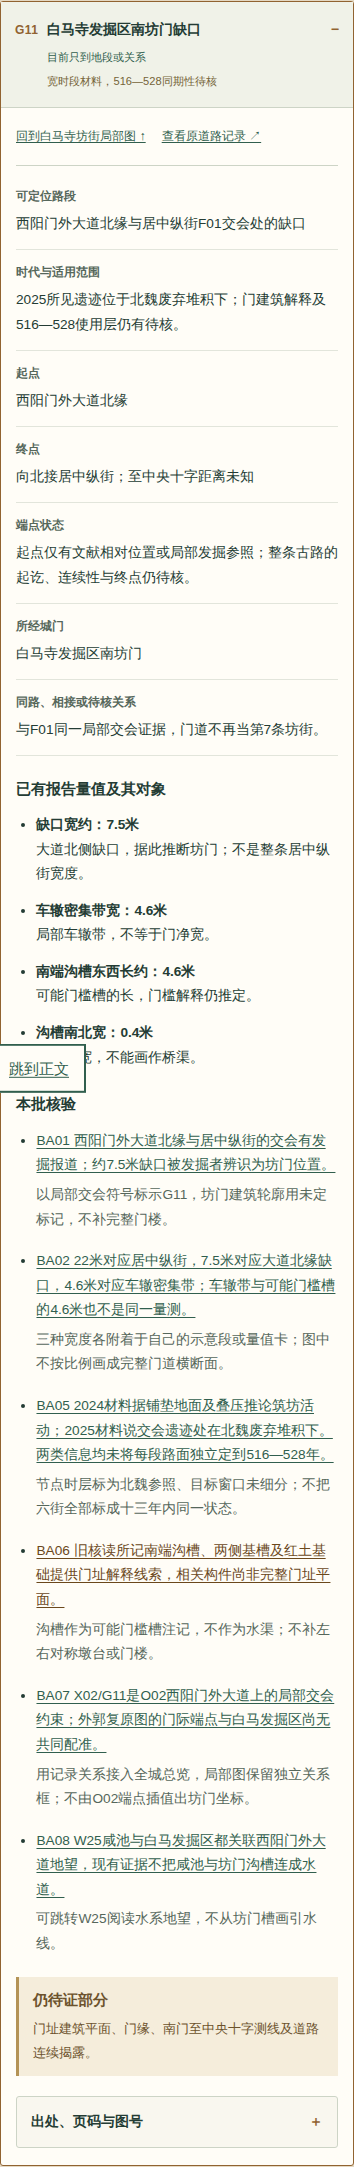 G11 白马寺发掘区南坊门缺口 −
目前只到地段或关系
宽时段材料，516—528同期性待核
回到白马寺坊街局部图 ↑ 查看原道路记录 ↗
可定位路段
西阳门外大道北缘与居中纵街F01交会处的缺口
时代与适用范围
2025所见遗迹位于北魏废弃堆积下；门建筑解释及
516—528使用层仍有待核。
起点
西阳门外大道北缘
终点
向北接居中纵街；至中央十字距离未知
端点状态
起点仅有文献相对位置或局部发掘参照；整条古路的
起讫、连续性与终点仍待核。
所经城门
白马寺发掘区南坊门
同路、相接或待核关系
与F01同一局部交会证据，门道不再当第7条坊街。
已有报告量值及其对象
缺口宽约：7.5米
大道北侧缺口，据此推断坊门；不是整条居中纵
街宽度。
车辙密集带宽：4.6米
局部车辙带，不等于门净宽。
南端沟槽东西长约：4.6米
可能门槛槽的长，门槛解释仍推定。
沟槽南北宽：0.4米
宽，不能画作桥渠。
跳到正文
本批核验
BA01 西阳门外大道北缘与居中纵街的交会有发
掘报道；约7.5米缺口被发掘者辨识为坊门位置。
以局部交会符号标示G11，坊门建筑轮廓用未定
标记，不补完整门楼。
BA02 22米对应居中纵街，7.5米对应大道北缘缺
口，4.6米对应车辙密集带；车辙带与可能门槛槽
的4.6米也不是同一量测。
三种宽度各附着于自己的示意段或量值卡；图中
不按比例画成完整门道横断面。
BA05 2024材料据铺垫地面及叠压推论筑坊活
动；2025材料说交会遗迹处在北魏废弃堆积下。
两类信息均未将每段路面独立定到516—528年。
节点时层标为北魏参照、目标窗口未细分；不把
六街全部标成十三年内同一状态。
BA06 旧核读所记南端沟槽、两侧基槽及红土基
础提供门址解释线索，相关构件尚非完整门址平
面。
沟槽作为可能门槛槽注记，不作为水渠；不补左
右对称墩台或门楼。
BA07 X02/G11是O02西阳门外大道上的局部交会
约束；外郭复原图的门际端点与白马发掘区尚无
共同配准。
用记录关系接入全城总览，局部图保留独立关系
框；不由O02端点插值出坊门坐标。
BA08 W25咸池与白马发掘区都关联西阳门外大
道地望，现有证据不把咸池与坊门沟槽连成水
道。
可跳转W25阅读水系地望，不从坊门槽画引水
线。
仍待证部分
门址建筑平面、门缘、南门至中央十字测线及道路
连续揭露。
出处、页码与图号 +